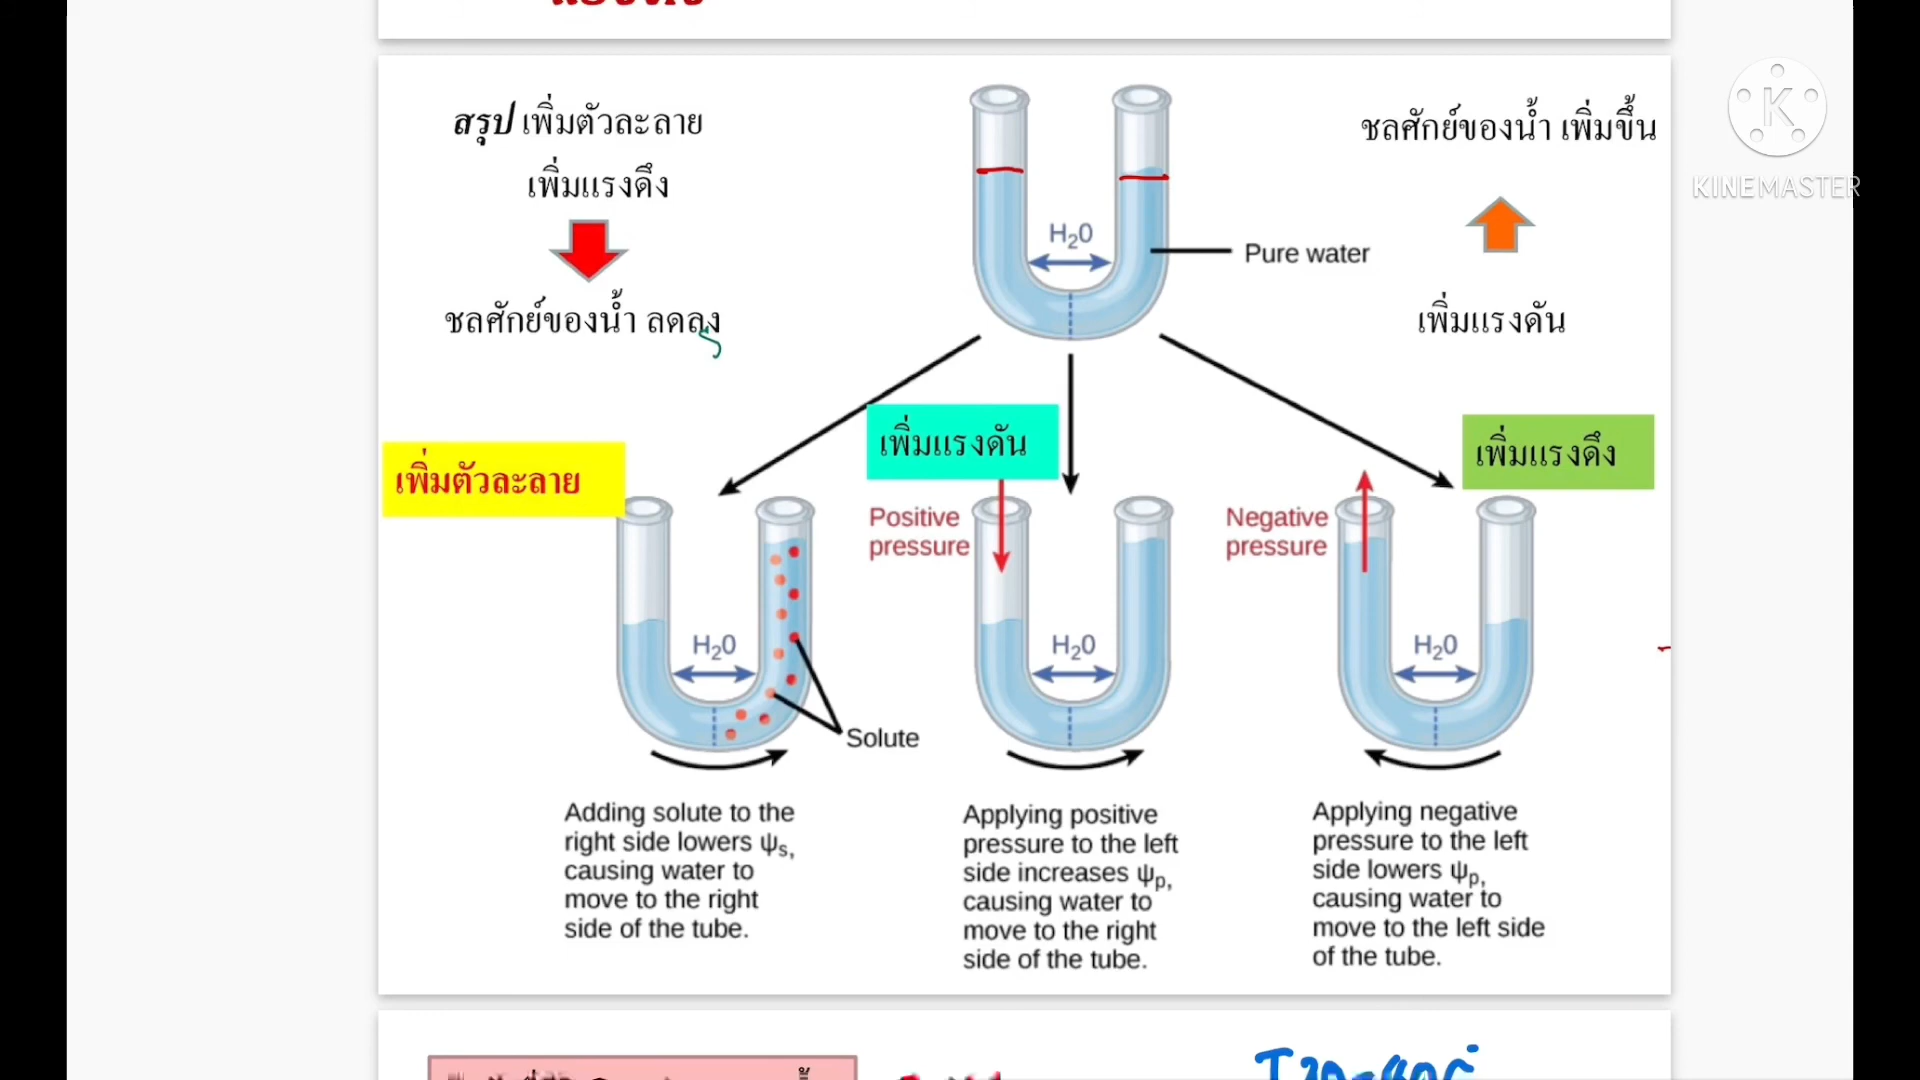 สรุป เพิ่มตัวละลาย
เพิ่มแรงดึง
ชลศักย์ของน้ำ ลดลง
ชลศักย์ของน้ำ เพิ่มขึ้น
เพิ่มแรงดัน
KINEMASTER
H₂0
Pure water
เพิ่มตัวละลาย
เพิ่มแรงดัน
เพิ่มแรงดึง
Positive
pressure
Negative
pressure
H₂0
H₂0
H₂0
Solute
Adding solute to the
right side lowers ψs,
causing water to
move to the right
side of the tube.
Applying positive
pressure to the left
side increases ψp,
causing water to
move to the right
side of the tube.
Applying negative
pressure to the left
side lowers ψp,
causing water to
move to the left side
of the tube.